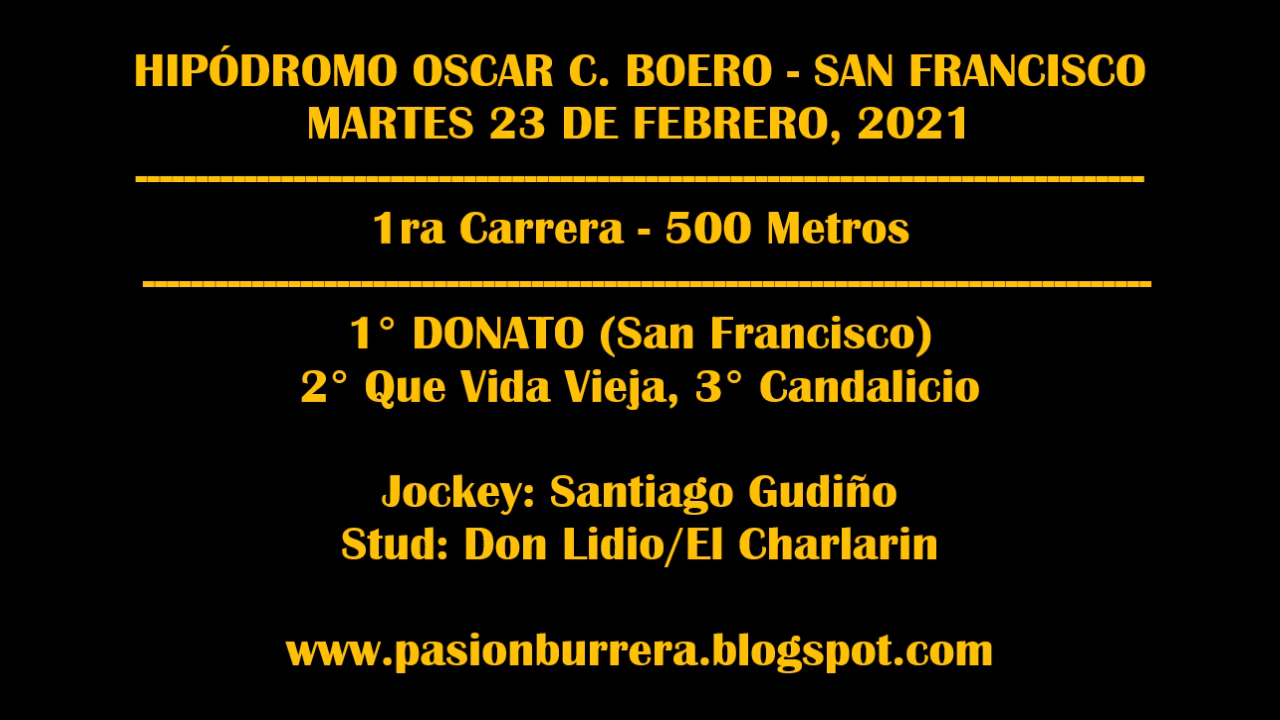 HIPÓDROMO OSCAR C. BOERO - SAN FRANCISCO
MARTES 23 DE FEBRERO, 2021
1ra Carrera - 500 Metros
1° DONATO (San Francisco)
2° Que Vida Vieja, 3° Candalicio
Jockey: Santiago Gudiño
Stud: Don Lidio/El Charlarin
www.pasionburrera.blogspot.com